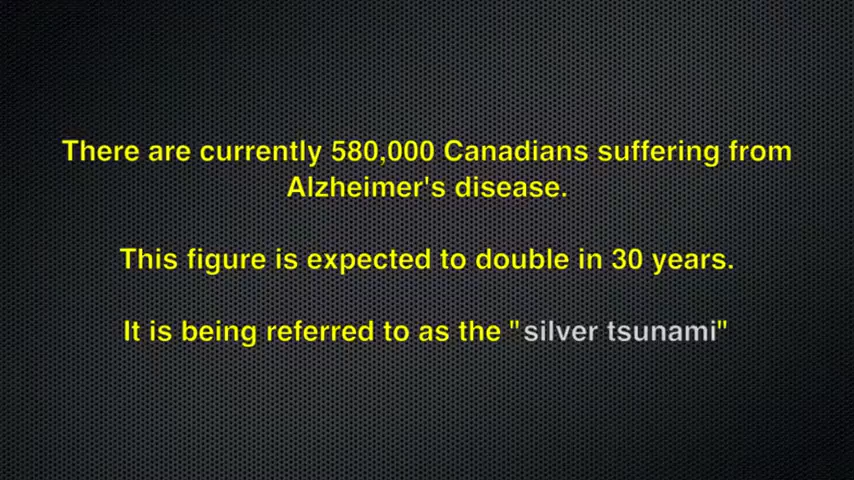 There are currently 580,000 Canadians suffering from
Alzheimer's disease.
This figure is expected to double in 30 years.
It is being referred to as the "silver tsunami"